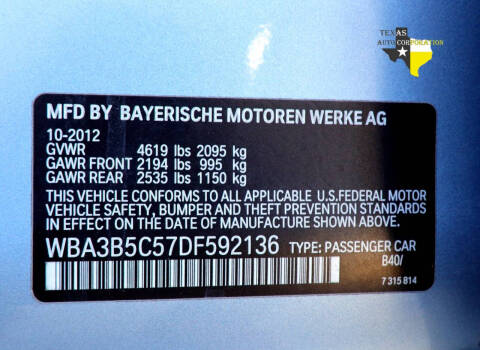 TEXAS
AUTO CORPORATION
MFD BY BAYERISCHE MOTOREN WERKE AG
10-2012
GVWR 4619 lbs 2095 kg
GAWR FRONT 2194 lbs 995 kg
GAWR REAR 2535 lbs 1150 kg
THIS VEHICLE CONFORMS TO ALL APPLICABLE U.S.FEDERAL MOTOR
VEHICLE SAFETY, BUMPER AND THEFT PREVENTION STANDARDS
IN EFFECT ON THE DATE OF MANUFACTURE SHOWN ABOVE.
WBA3B5C57DF592136 TYPE: PASSENGER CAR
B40/
7 315 814